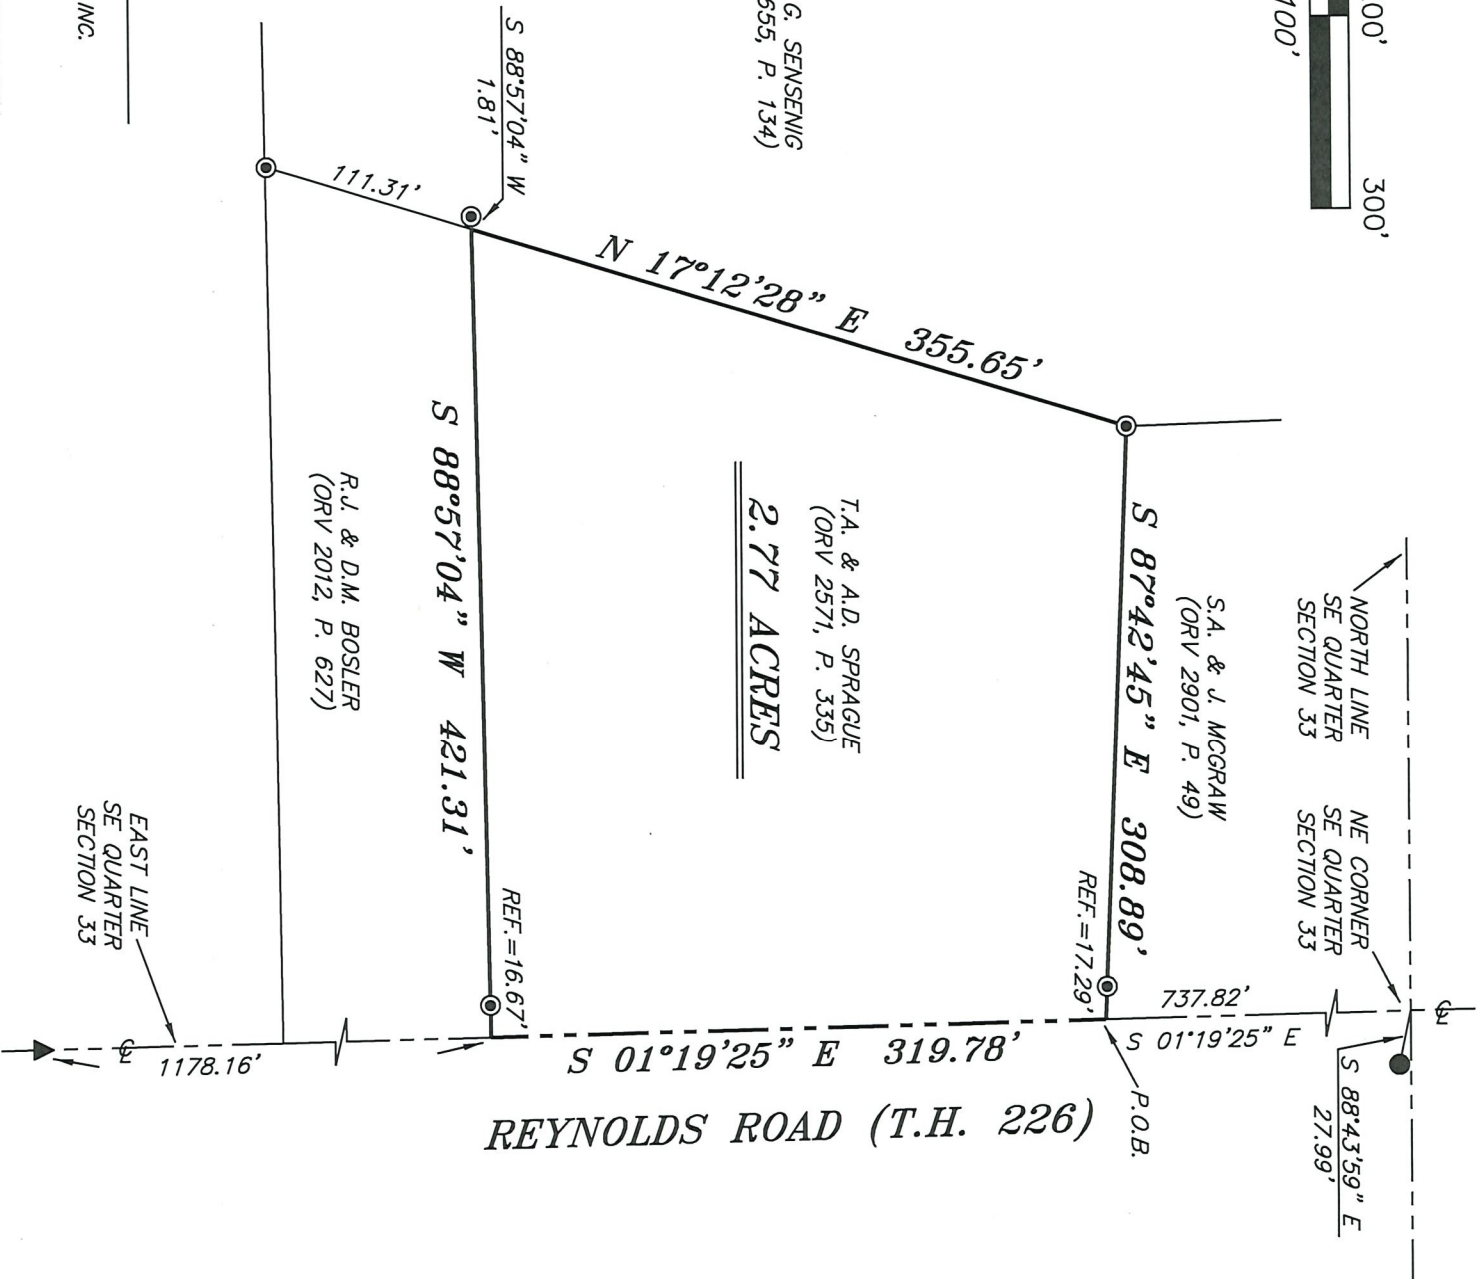 00'
100'
300'
G. SENSENIG
655, P. 134)
INC.
S 88°57'04" W
1.81'
111.31'
N 17°12'28" E 355.65'
S 87°42'45" E 308.89'
S.A. & J. MCGRAW
(ORV 2901, P. 49)
NORTH LINE
SE QUARTER
SECTION 33
NE CORNER
SE QUARTER
SECTION 33
T.A. & A.D. SPRAGUE
(ORV 2571, P. 335)
2.77 ACRES
S 88°57'04" W 421.31'
R.J. & D.M. BOSLER
(ORV 2012, P. 627)
REF.=17.29'
REF.=16.67'
EAST LINE
SE QUARTER
SECTION 33
737.82'
S 01°19'25" E
S 01°19'25" E 319.78'
1178.16'
℄
℄
P.O.B.
S 88°43'59" E
27.99'
REYNOLDS ROAD (T.H. 226)